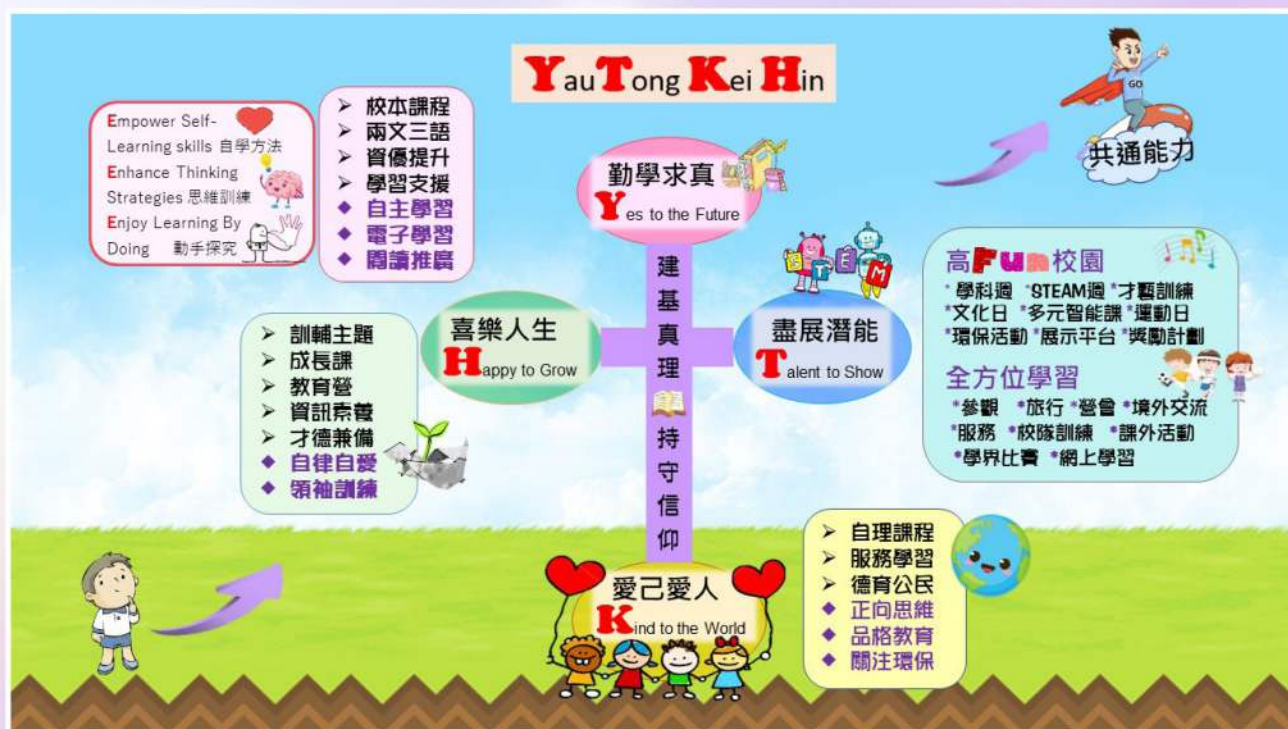 Yau Tong Kei Hin
Empower Self-
Learning skills 自學方法
Enhance Thinking
Strategies 思維訓練
Enjoy Learning By
Doing 動手探究
➢ 校本課程
➢ 兩文三語
➢ 資優提升
➢ 學習支援
◆ 自主學習
◆ 電子學習
◆ 閱讀推廣
勤學求真
Yes to the Future
GO
共通能力
建基真理
持守信仰
喜樂人生
Happy to Grow
➢ 訓輔主題
➢ 成長課
➢ 教育營
➢ 資訊素養
➢ 才德兼備
◆ 自律自愛
◆ 領袖訓練
STEM
盡展潛能
Talent to Show
高Fun校園
*學科週 *STEAM週 *才藝訓練
*文化日 *多元智能課 *運動日
*環保活動 *展示平台 *獎勵計劃
全方位學習
*參觀 *旅行 *營會 *境外交流
*服務 *校隊訓練 *課外活動
*學界比賽 *網上學習
愛己愛人
Kind to the World
➢ 自理課程
➢ 服務學習
➢ 德育公民
◆ 正向思維
◆ 品格教育
◆ 關注環保